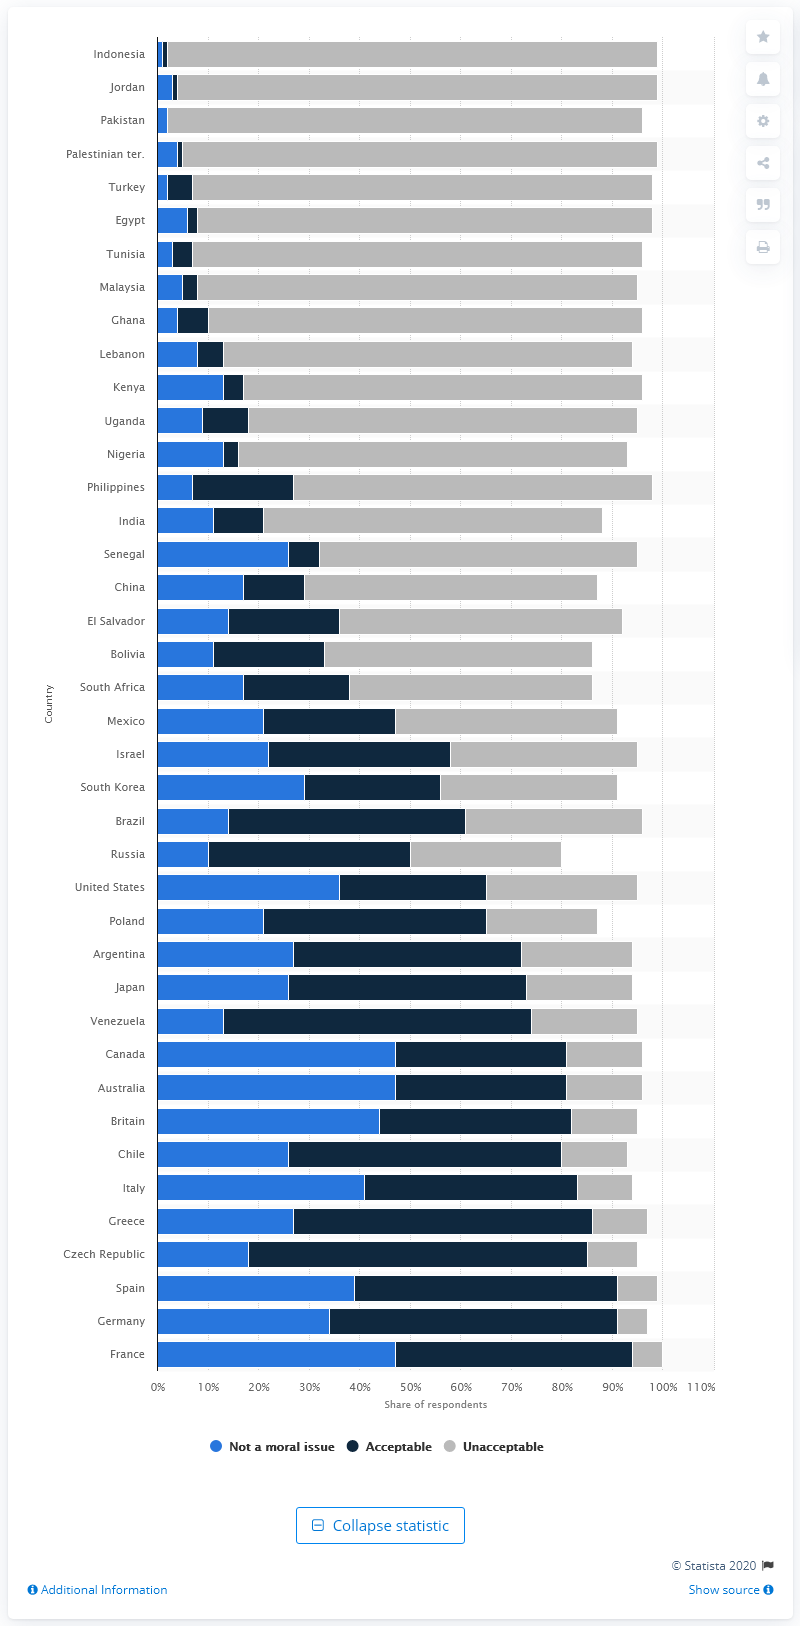 Indonesia
Jordan
Pakistan
Palestinian ter.
Turkey
Egypt
Tunisia
Malaysia
Ghana
Lebanon
Kenya
Uganda
Nigeria
Philippines
India
Senegal
China
El Salvador
Bolivia
South Africa
Country
Mexico
Israel
South Korea
Brazil
Russia
United States
Poland
Argentina
Japan
Venezuela
Canada
Australia
Britain
Chile
Italy
Greece
Czech Republic
Spain
Germany
France
0% 10% 20% 30% 40% 50% 60% 70% 80% 90% 100% 110%
Share of respondents
Not a moral issue Acceptable Unacceptable
Collapse statistic
© Statista 2020
Additional Information Show source